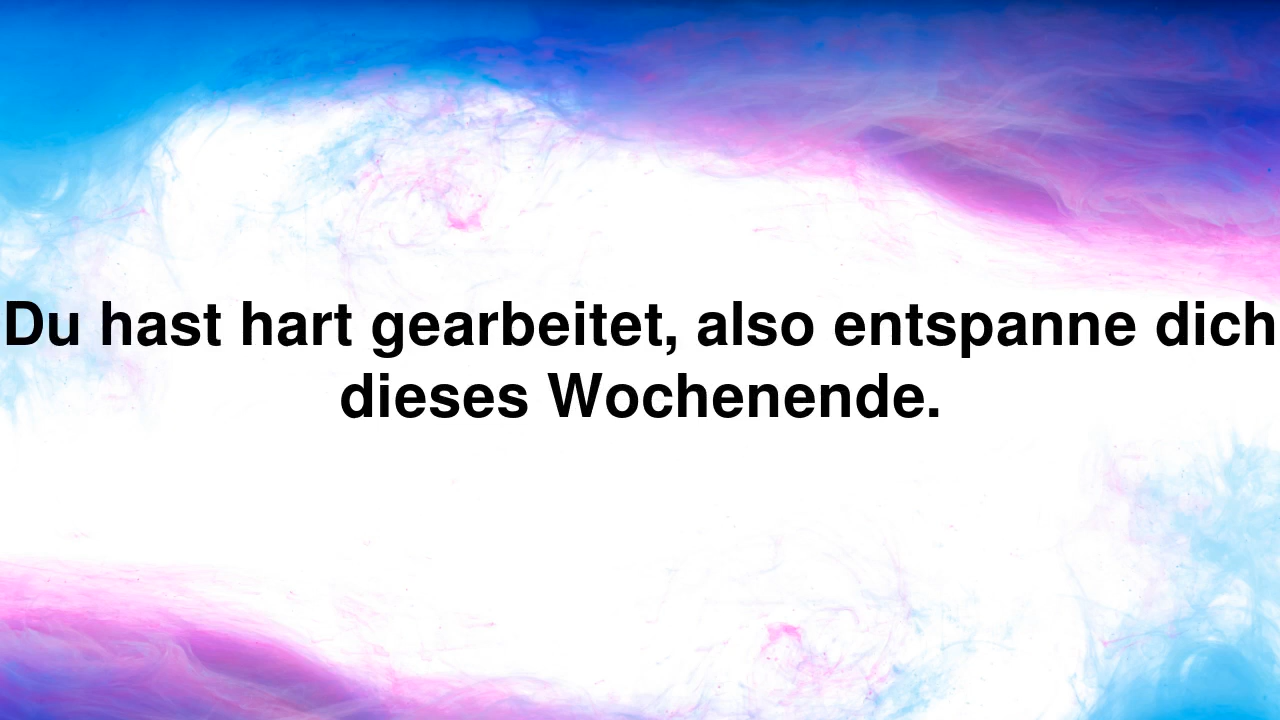 Du hast hart gearbeitet, also entspanne dich
dieses Wochenende.